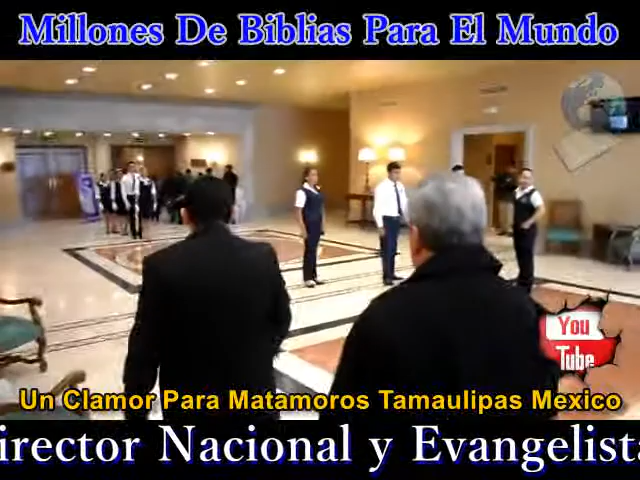 Millones De Biblias Para El Mundo
You
Tube
Un Clamor Para Matamoros Tamaulipas Mexico
irector Nacional y Evangelista